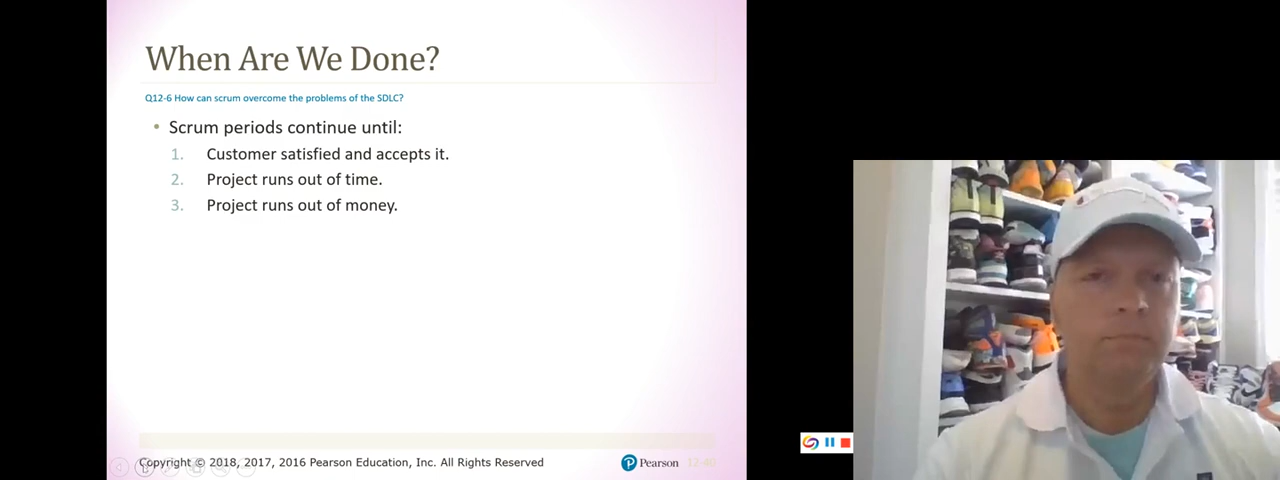 When Are We Done?
Q12-6 How can scrum overcome the problems of the SDLC?
• Scrum periods continue until:
1. Customer satisfied and accepts it.
2. Project runs out of time.
3. Project runs out of money.
Copyright © 2018, 2017, 2016 Pearson Education, Inc. All Rights Reserved
P Pearson
12-40